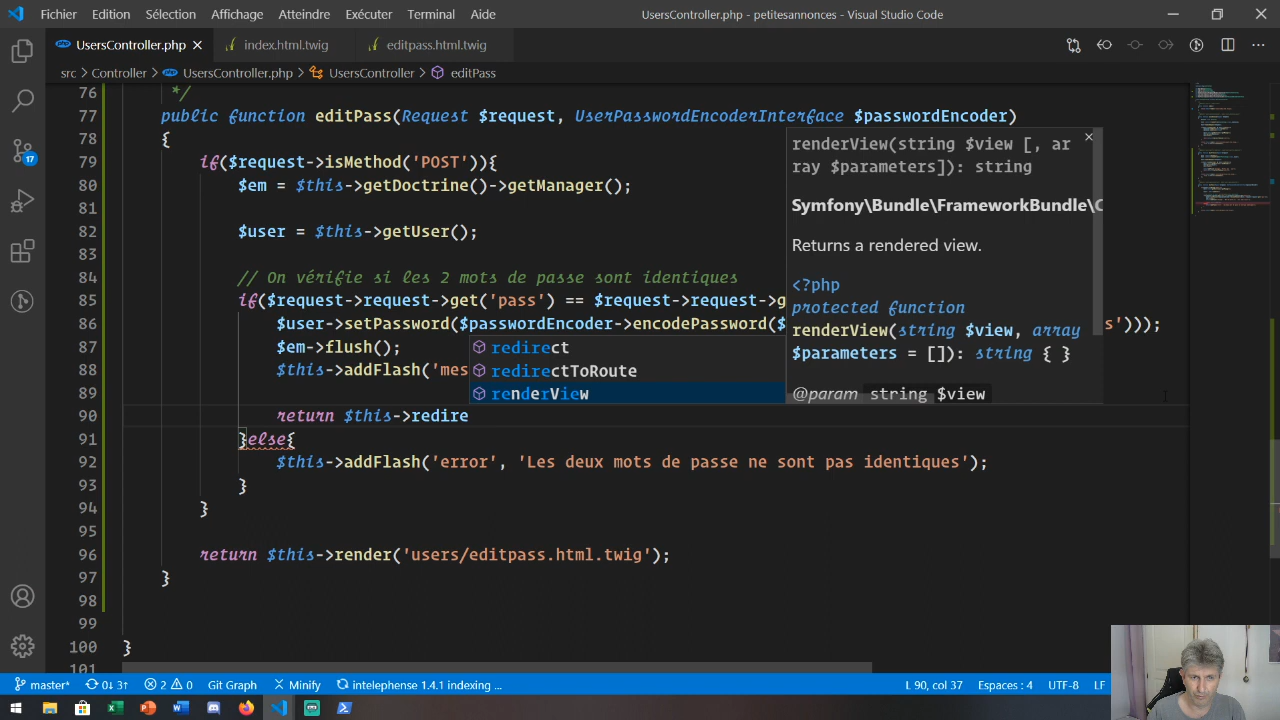 Fichier Edition Sélection Affichage Atteindre Exécuter Terminal Aide UsersController.php - petitesannonces - Visual Studio Code
UsersController.php index.html.twig editpass.html.twig
src > Controller > UsersController.php > UsersController > editPass
76 */
77 public function editPass(Request $request, UserPasswordEncoderInterface $passwordEncoder)
78 {
79 if($request->isMethod('POST')){
80 $em = $this->getDoctrine()->getManager();
81
82 $user = $this->getUser();
83
84 // On vérifie si les 2 mots de passe sont identiques
85 if($request->request->get('pass') == $request->request->g
86 $user->setPassword($passwordEncoder->encodePassword($ s')));
87 $em->flush();
88 $this->addFlash('mes
89
90 return $this->redire
91 }else{
92 $this->addFlash('error', 'Les deux mots de passe ne sont pas identiques');
93 }
94 }
95
96 return $this->render('users/editpass.html.twig');
97 }
98
99
100 }
101
redirect
redirectToRoute
renderView
renderView(string $view [, ar
ray $parameters]): string
Symfony\Bundle\FrameworkBundle\C
Returns a rendered view.
<?php
protected function
renderView(string $view, array
$parameters = []): string { }
@param string $view
17
master* 0↓ 3↑ 2 0 Git Graph Minify intelephense 1.4.1 indexing ... L 90, col 37 Espaces : 4 UTF-8 LF